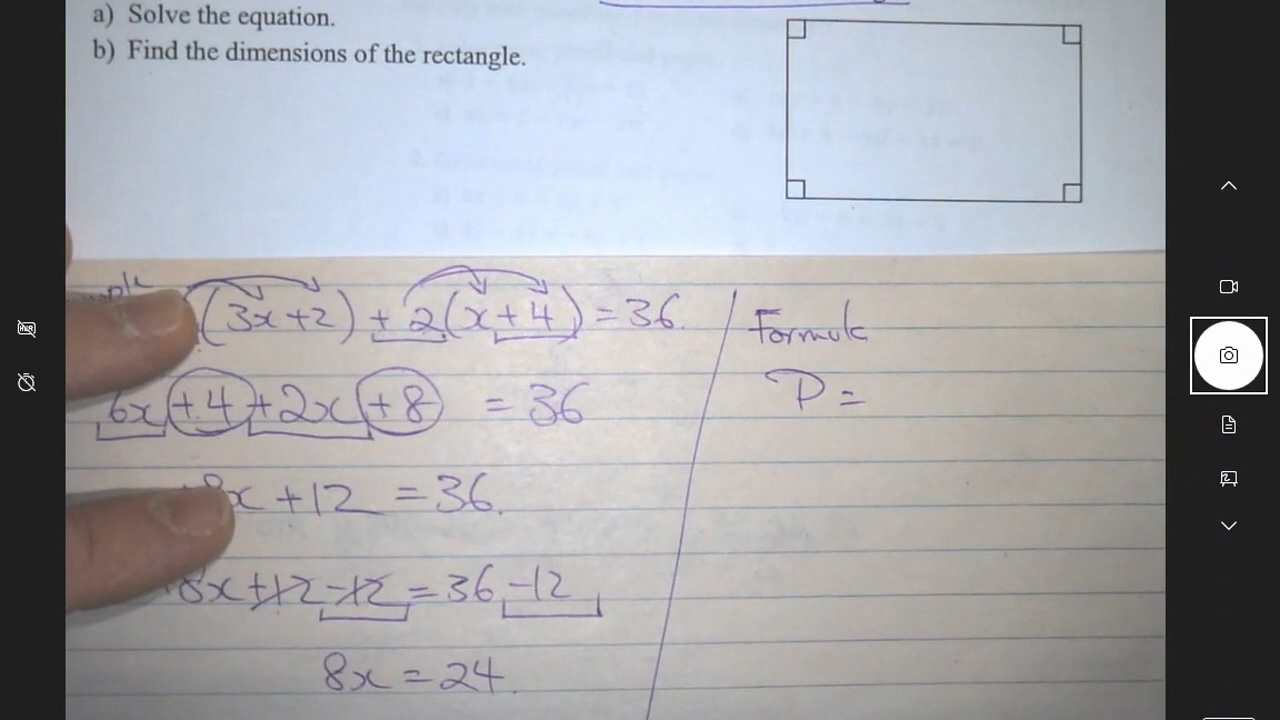 a) Solve the equation.
b) Find the dimensions of the rectangle.
(3x+2) + 2(x+4) = 36.
6x +4 +2x +8 = 36
8x +12 = 36.
8x+12-12 = 36-12
8x = 24.
Formula
P =